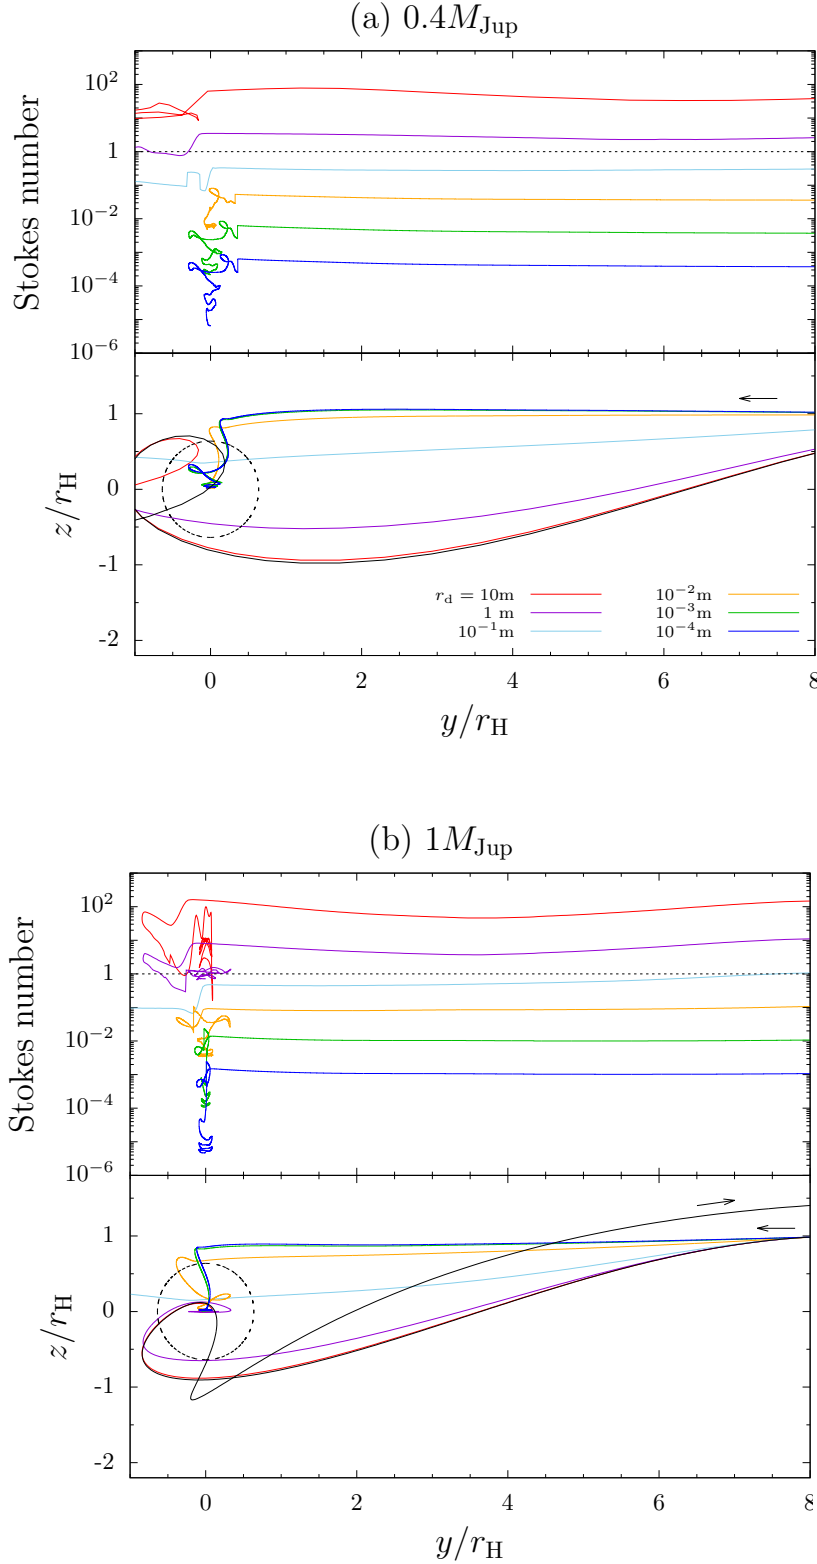 (a) 0.4M_Jup
10^2
1
10^−2
10^−4
10^−6
Stokes number
1
0
-1
-2
z/r_H
r_d = 10m
1 m
10^−1m
10^−2m
10^−3m
10^−4m
0 2 4 6 8
y/r_H
(b) 1M_Jup
10^2
1
10^−2
10^−4
10^−6
Stokes number
1
0
-1
-2
z/r_H
0 2 4 6 8
y/r_H